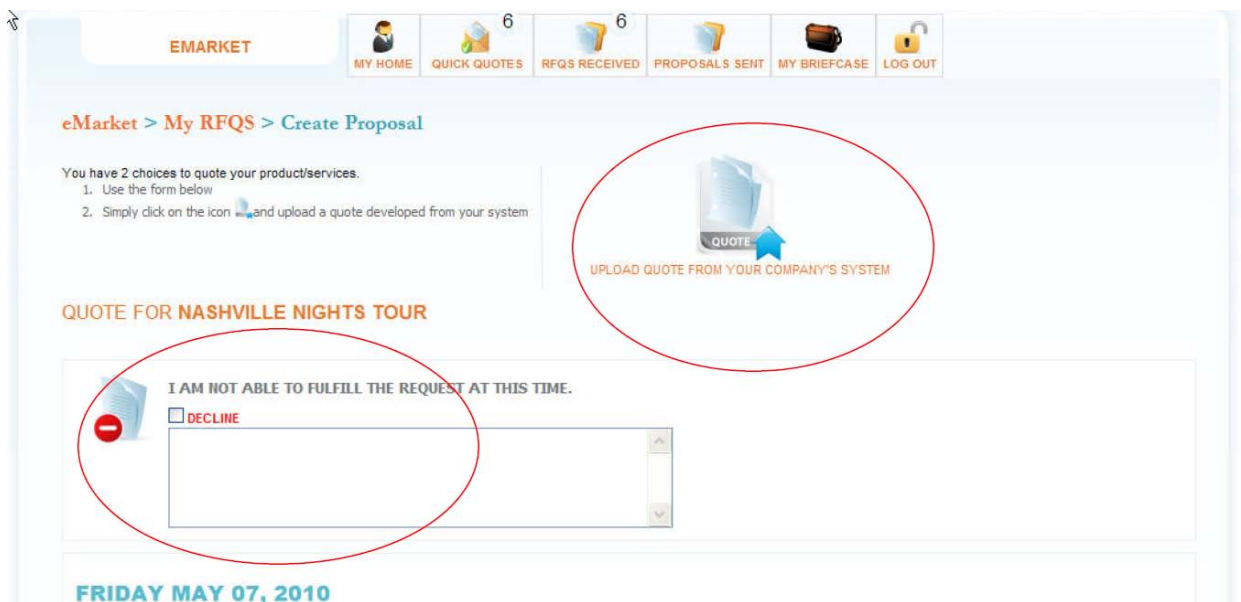 6
6
EMARKET
MY HOME
QUICK QUOTES
RFQS RECEIVED
PROPOSALS SENT
MY BRIEFCASE
LOG OUT
eMarket > My RFQS > Create Proposal
You have 2 choices to quote your product/services.
1. Use the form below
2. Simply click on the icon and upload a quote developed from your system
QUOTE
UPLOAD QUOTE FROM YOUR COMPANY'S SYSTEM
QUOTE FOR NASHVILLE NIGHTS TOUR
I AM NOT ABLE TO FULFILL THE REQUEST AT THIS TIME.
DECLINE
FRIDAY MAY 07, 2010